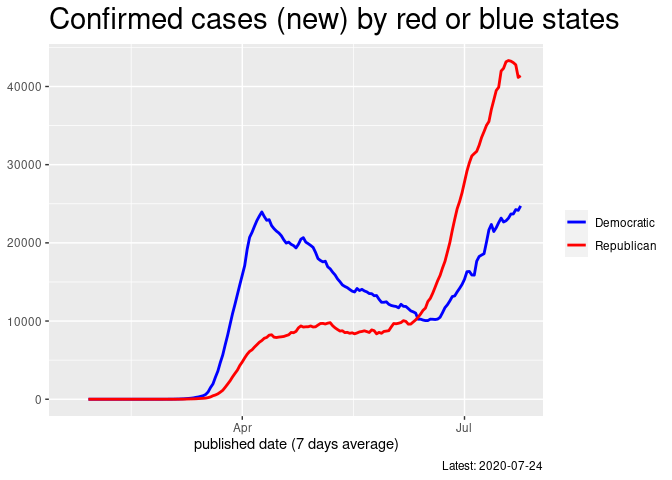 Confirmed cases (new) by red or blue states
40000
30000
20000
10000
0
Democratic
Republican
Apr
Jul
published date (7 days average)
Latest: 2020-07-24